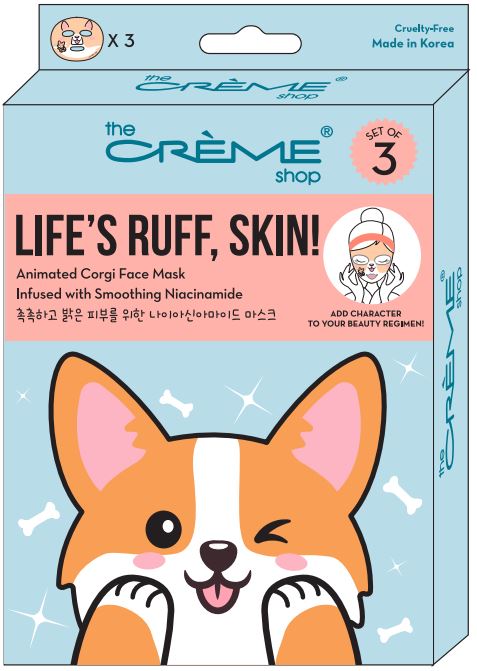 X 3
Cruelty-Free
Made in Korea
the
CRÈME®
shop
the
CRÈME®
shop
SET OF
3
LIFE'S RUFF, SKIN!
Animated Corgi Face Mask
Infused with Smoothing Niacinamide
촉촉하고 밝은 피부를 위한 나이아신아마이드 마스크
ADD CHARACTER
TO YOUR BEAUTY REGIMEN!
the
CRÈME
shop